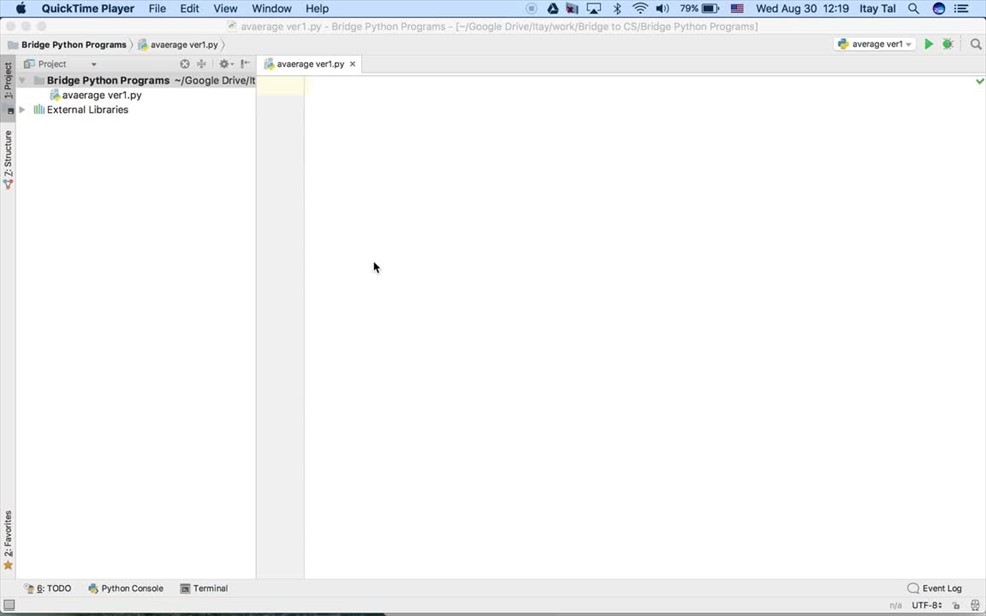 QuickTime Player File Edit View Window Help 79% Wed Aug 30 12:19 Itay Tal
avaerage ver1.py - Bridge Python Programs - [~/Google Drive/Itay/work/Bridge to CS/Bridge Python Programs]
Bridge Python Programs avaerage ver1.py average ver1
1: Project
Project
avaerage ver1.py
Bridge Python Programs ~/Google Drive/It
avaerage ver1.py
External Libraries
Z: Structure
2: Favorites
6: TODO Python Console Terminal Event Log
n/a UTF-8